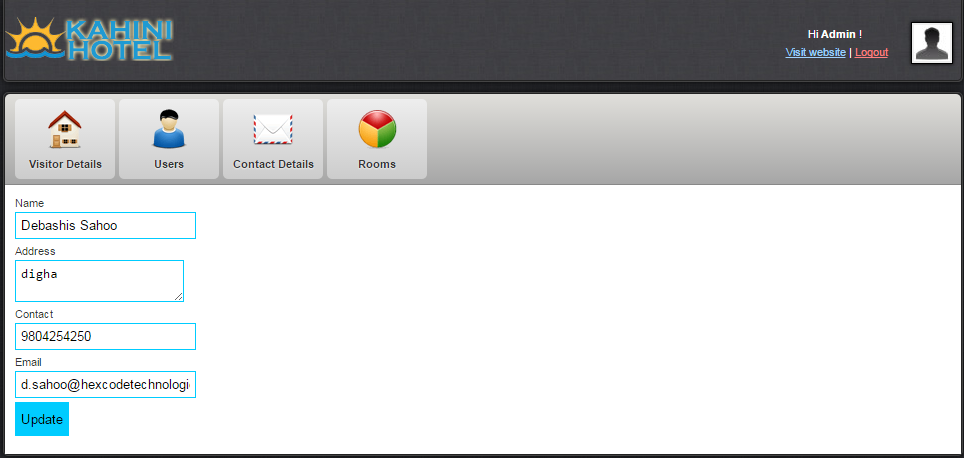 KAHINI
HOTEL
Hi Admin !
Visit website | Logout
Visitor Details
Users
Contact Details
Rooms
Name
Debashis Sahoo
Address
digha
Contact
9804254250
Email
d.sahoo@hexcodetechnologi
Update